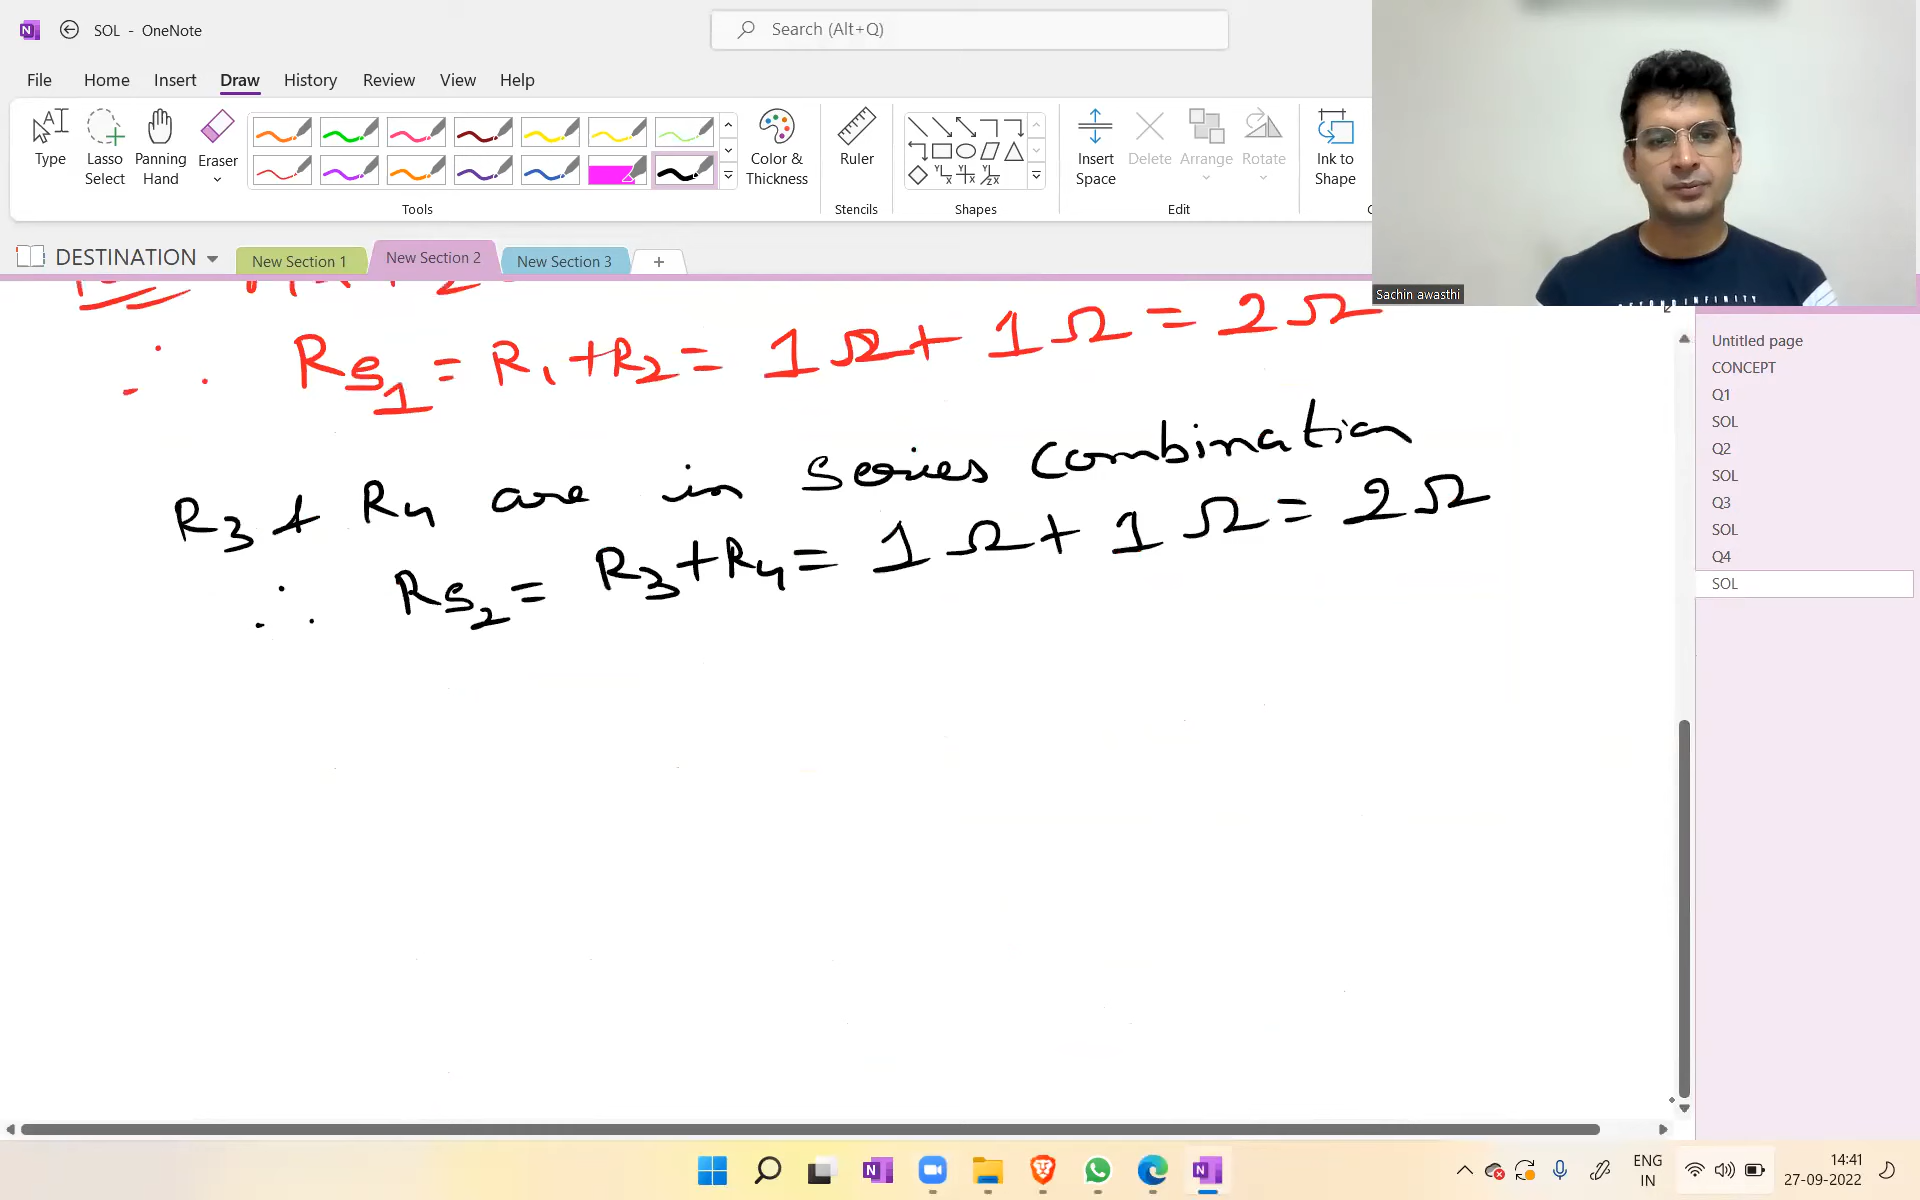 SOL - OneNote
Search (Alt+Q)
File Home Insert Draw History Review View Help
Type
Lasso Select
Panning Hand
Eraser
Color & Thickness
Ruler
Insert Space
Delete
Arrange
Rotate
Ink to Shape
Tools
Stencils
Shapes
Edit
DESTINATION
New Section 1
New Section 2
New Section 3
+
Sachin awasthi
∴ Rs₁ = R₁+R₂ = 1Ω + 1Ω = 2Ω
R3 & R4 are in series combination
∴ Rs₂ = R3+R4 = 1Ω + 1Ω = 2Ω
Untitled page
CONCEPT
Q1
SOL
Q2
SOL
Q3
SOL
Q4
SOL
ENG
IN
14:41
27-09-2022